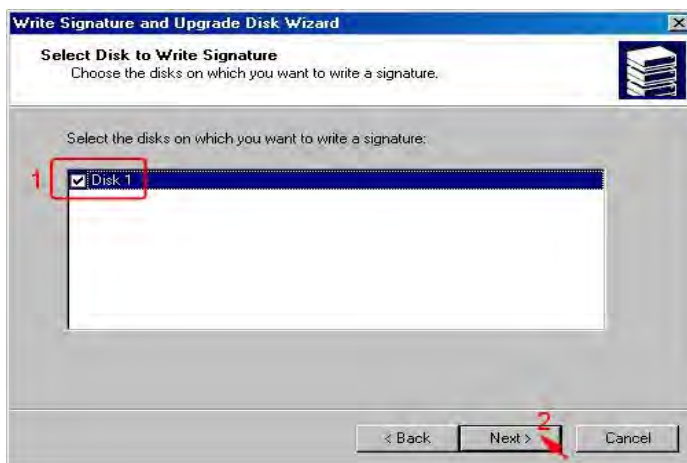 Write Signature and Upgrade Disk Wizard
Select Disk to Write Signature
Choose the disks on which you want to write a signature.
Select the disks on which you want to write a signature:
1
Disk 1
2
< Back
Next >
Cancel